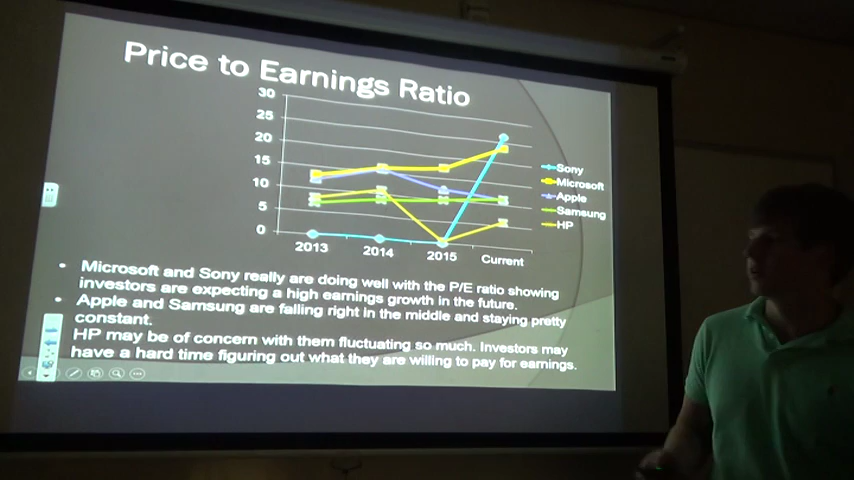 Price to Earnings Ratio
30
25
20
15
10
5
0
2013 2014 2015 Current
Sony
Microsoft
Apple
Samsung
HP
• Microsoft and Sony really are doing well with the P/E ratio showing
investors are expecting a high earnings growth in the future.
• Apple and Samsung are falling right in the middle and staying pretty
constant.
HP may be of concern with them fluctuating so much. Investors may
have a hard time figuring out what they are willing to pay for earnings.